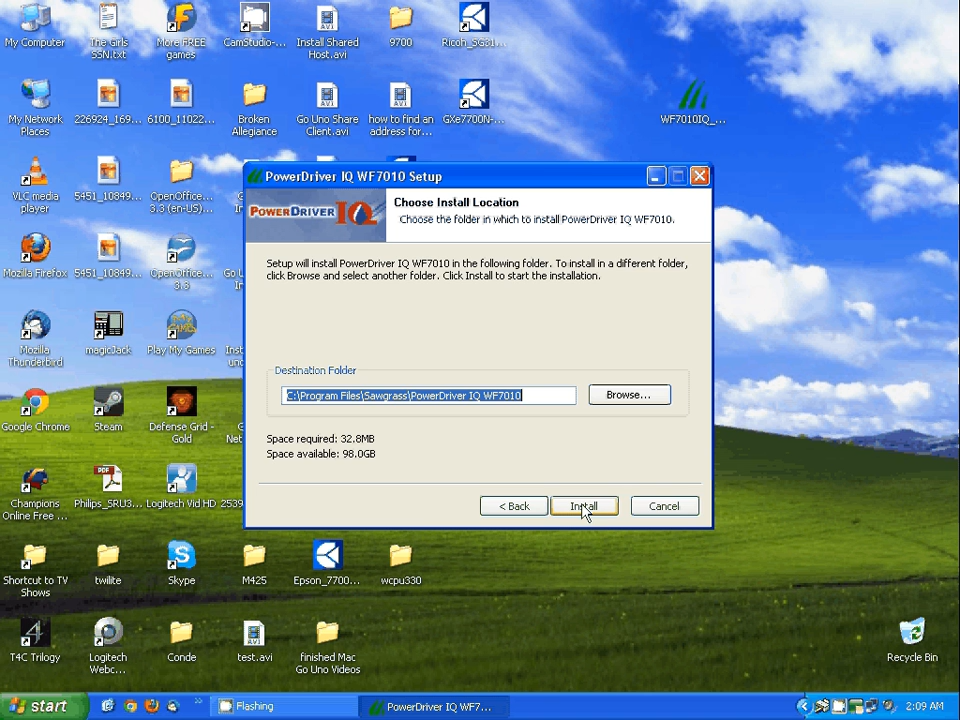 My Computer
The Girls SSN.txt
More FREE games
CamStudio-...
Install Shared Host.avi
9700
Ricoh_SG31...
My Network Places
226924_169...
6100_11022...
Broken Allegiance
Go Uno Share Client.avi
how to find an address for...
GXe7700N-...
WF7010IQ_...
VLC media player
5451_10849...
OpenOffice... 3.3 (en-US)...
Mozilla Firefox
5451_10849...
OpenOffice... 3.3
Mozilla Thunderbird
magicJack
Play My Games
Google Chrome
Steam
Defense Grid - Gold
Champions Online Free ...
Philips_SRU3...
Logitech Vid HD
PowerDriver IQ WF7010 Setup
POWERDRIVER IQ
Choose Install Location
Choose the folder in which to install PowerDriver IQ WF7010.
Setup will install PowerDriver IQ WF7010 in the following folder. To install in a different folder,
click Browse and select another folder. Click Install to start the installation.
Destination Folder
C:\Program Files\Sawgrass\PowerDriver IQ WF7010
Browse...
Space required: 32.8MB
Space available: 98.0GB
< Back
Install
Cancel
Shortcut to TV Shows
twilite
Skype
M425
Epson_7700...
wcpu330
T4C Trilogy
Logitech Webc...
Conde
test.avi
finished Mac Go Uno Videos
Recycle Bin
start
Flashing
PowerDriver IQ WF7...
2:09 AM